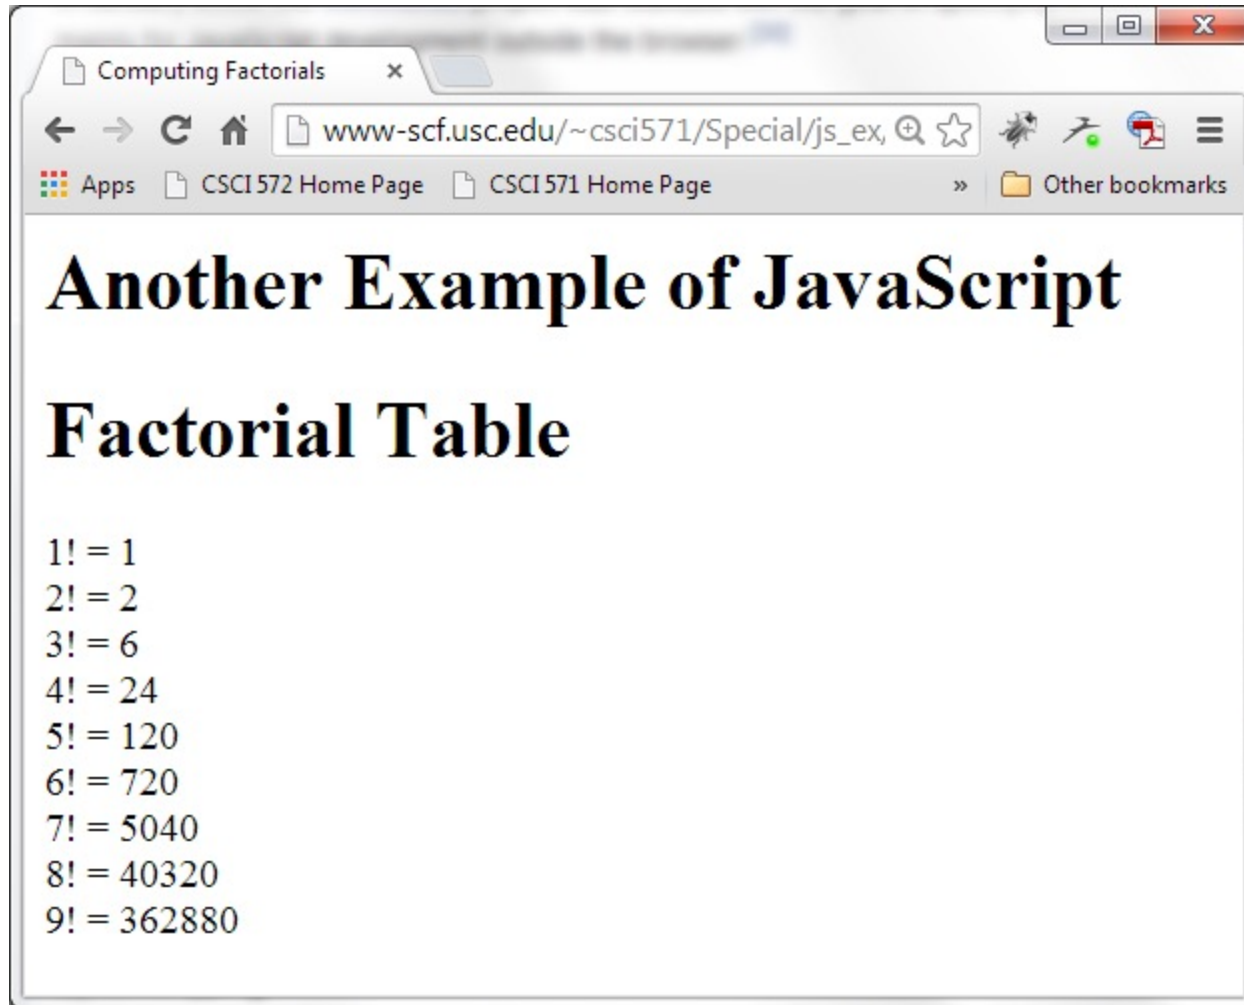 Computing Factorials
www-scf.usc.edu/~csci571/Special/js_ex,
Apps CSCI 572 Home Page CSCI 571 Home Page » Other bookmarks
Another Example of JavaScript
Factorial Table
1! = 1
2! = 2
3! = 6
4! = 24
5! = 120
6! = 720
7! = 5040
8! = 40320
9! = 362880